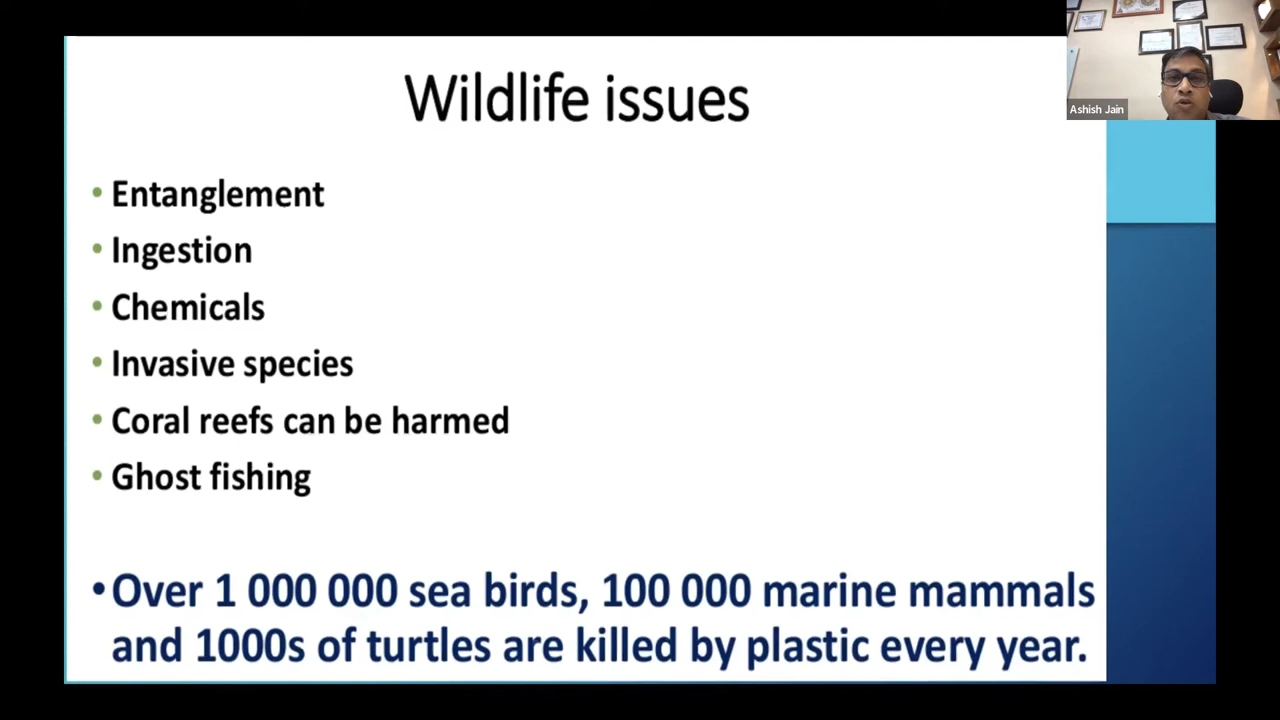 Wildlife issues
Ashish Jain
• Entanglement
• Ingestion
• Chemicals
• Invasive species
• Coral reefs can be harmed
• Ghost fishing
• Over 1 000 000 sea birds, 100 000 marine mammals
and 1000s of turtles are killed by plastic every year.